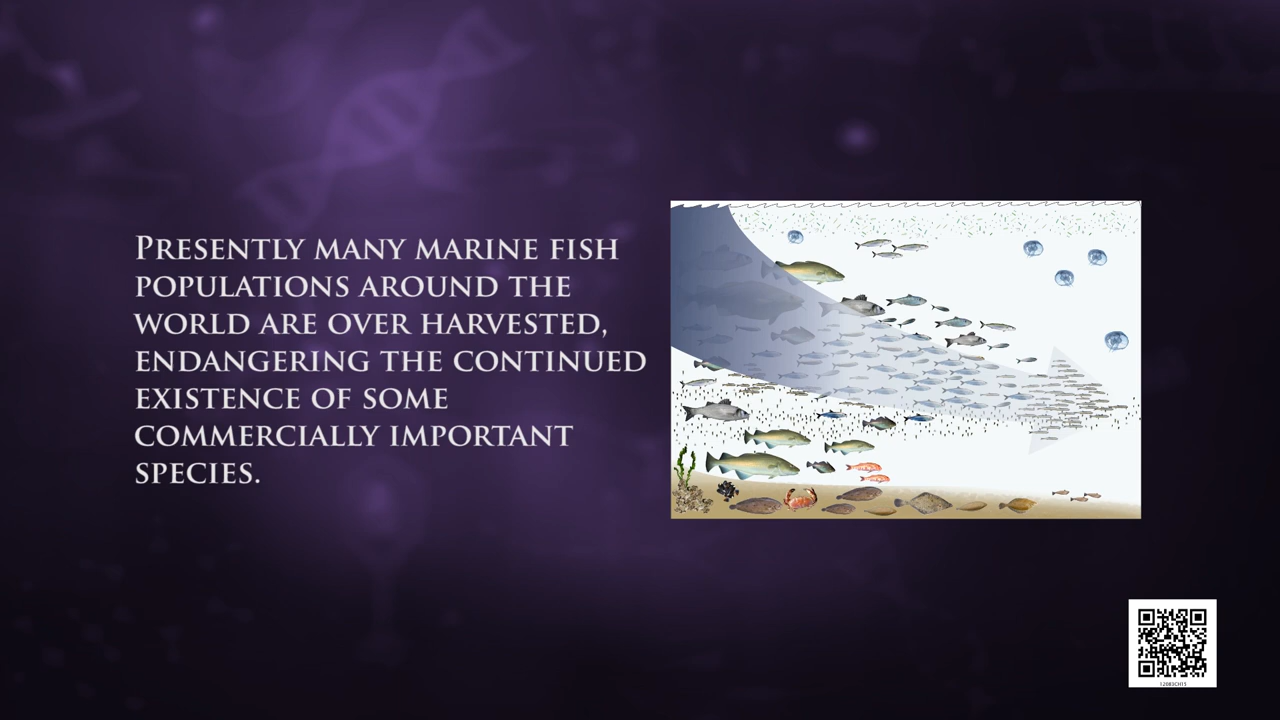 Presently many marine fish
populations around the
world are over harvested,
endangering the continued
existence of some
commercially important
species.
12083CH15